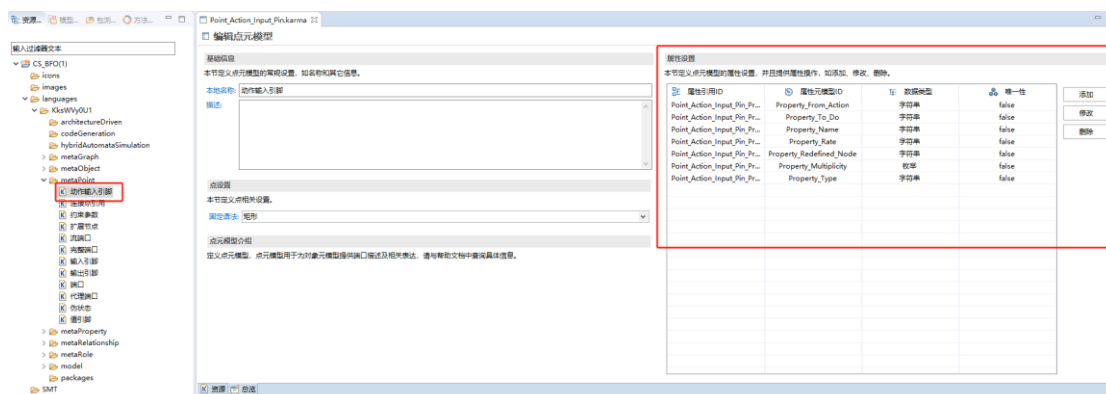 资源...
模型...
包浏...
方法...
Point_Action_Input_Pin.karma
输入过滤器文本
CS_BFO(1)
icons
images
languages
KksWVy0U1
architectureDriven
codeGeneration
hybridAutomataSimulation
metaGraph
metaObject
metaPoint
动作输入引脚
连接点引用
约束参数
扩展节点
流端口
完整端口
输入引脚
输出引脚
端口
代理端口
伪状态
值引脚
metaProperty
metaRelationship
metaRole
model
packages
SMT
编辑点元模型
基础信息
本节定义点元模型的常规设置，如名称和其它信息。
本地名称: 动作输入引脚
描述:
点设置
本节定义点相关设置。
固定语法: 矩形
点元模型介绍
定义点元模型，点元模型用于为对象元模型提供端口描述及相关表达，请与帮助文档中查询具体信息。
属性设置
本节定义点元模型的属性设置，并且提供属性操作，如添加、修改、删除。
属性引用ID 属性元模型ID 数据类型 唯一性
Point_Action_Input_Pin_Pr... Property_From_Action 字符串 false
Point_Action_Input_Pin_Pr... Property_To_Do 字符串 false
Point_Action_Input_Pin_Pr... Property_Name 字符串 false
Point_Action_Input_Pin_Pr... Property_Rate 字符串 false
Point_Action_Input_Pin_Pr... Property_Redefined_Node 字符串 false
Point_Action_Input_Pin_Pr... Property_Multiplicity 枚举 false
Point_Action_Input_Pin_Pr... Property_Type 字符串 false
添加
修改
删除
资源
总线